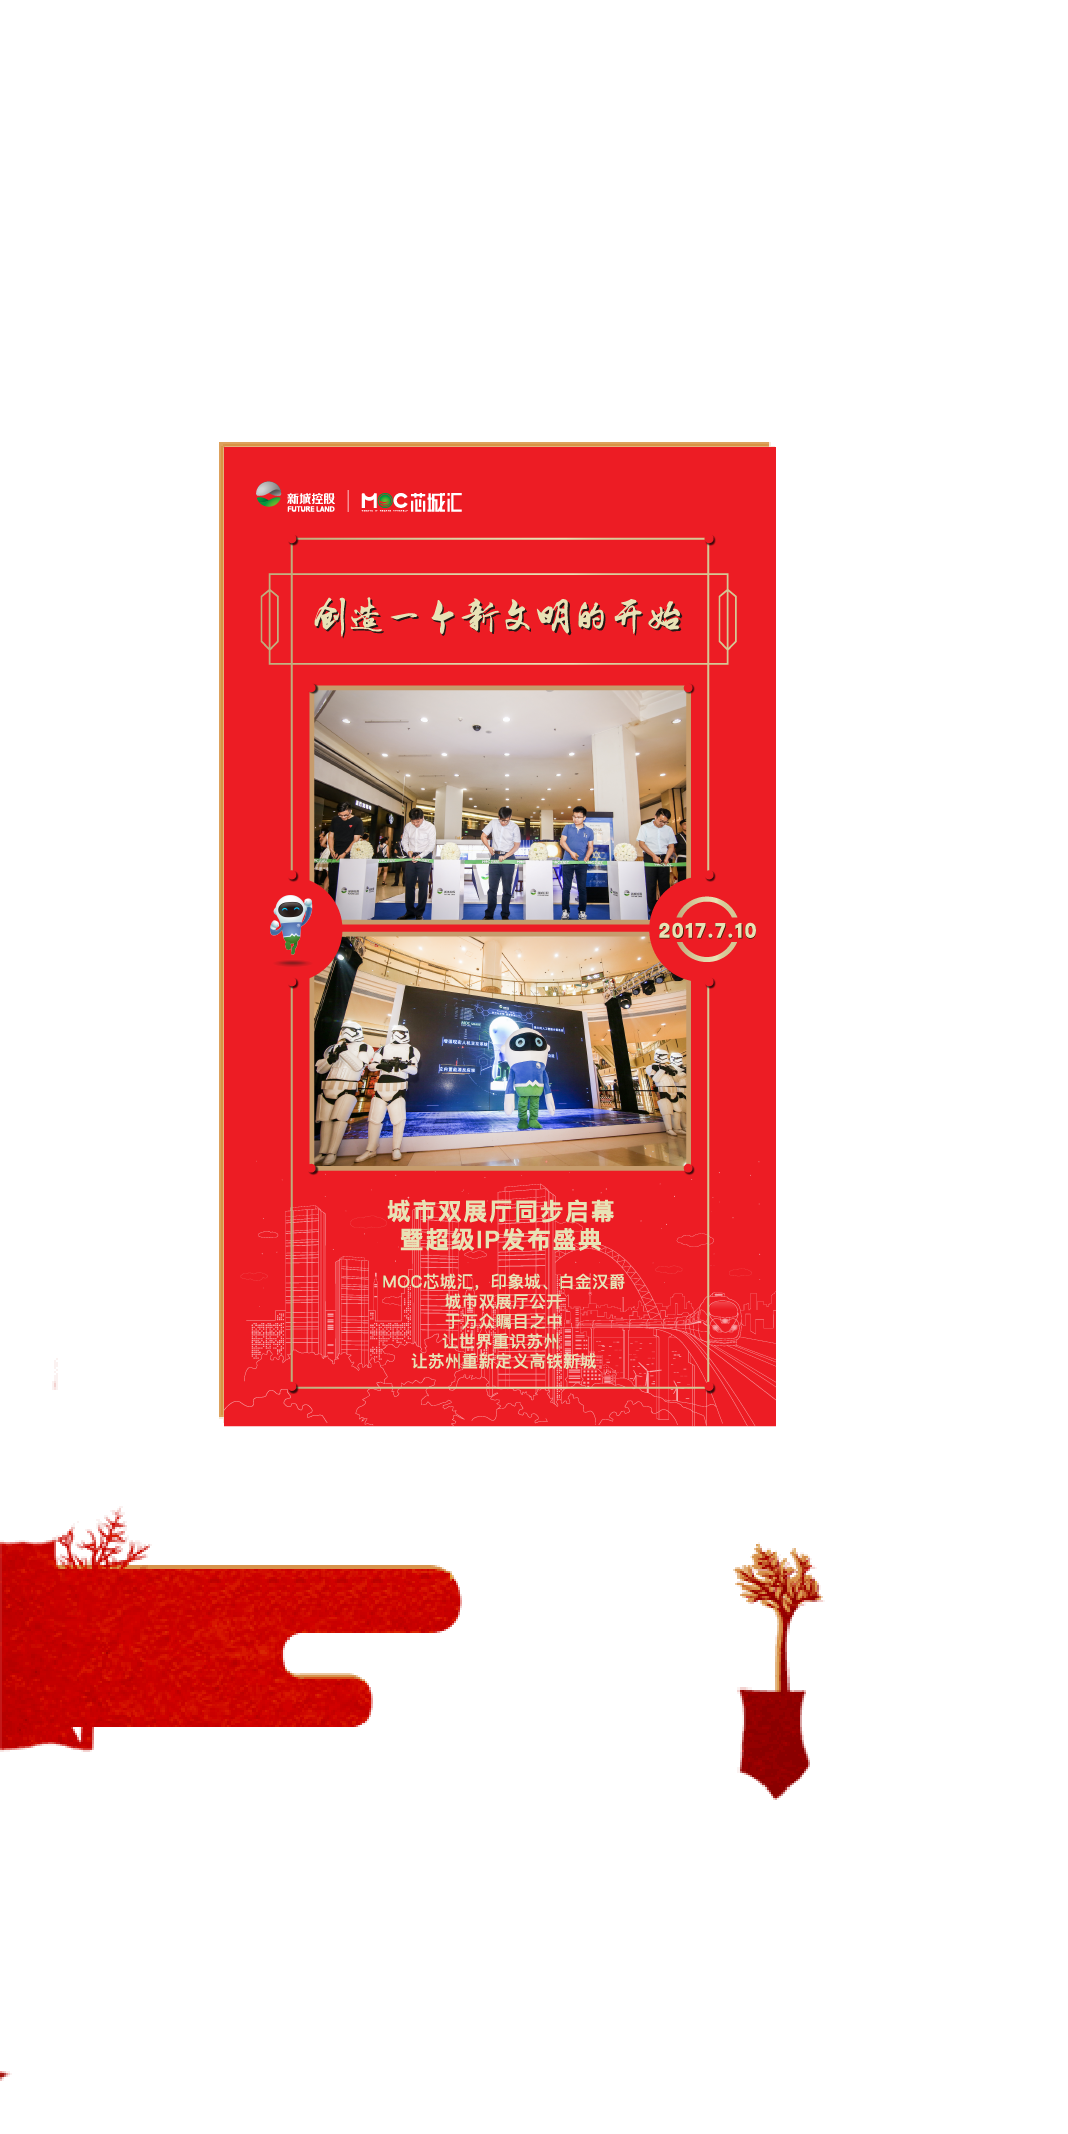 新城控股
FUTURE LAND
MOC芯城汇
创造一个新文明的开始
2017.7.10
城市双展厅同步启幕
暨超级IP发布盛典
MOC芯城汇，印象城、白金汉爵
城市双展厅公开
于万众瞩目之中
让世界重识苏州
让苏州重新定义高铁新城